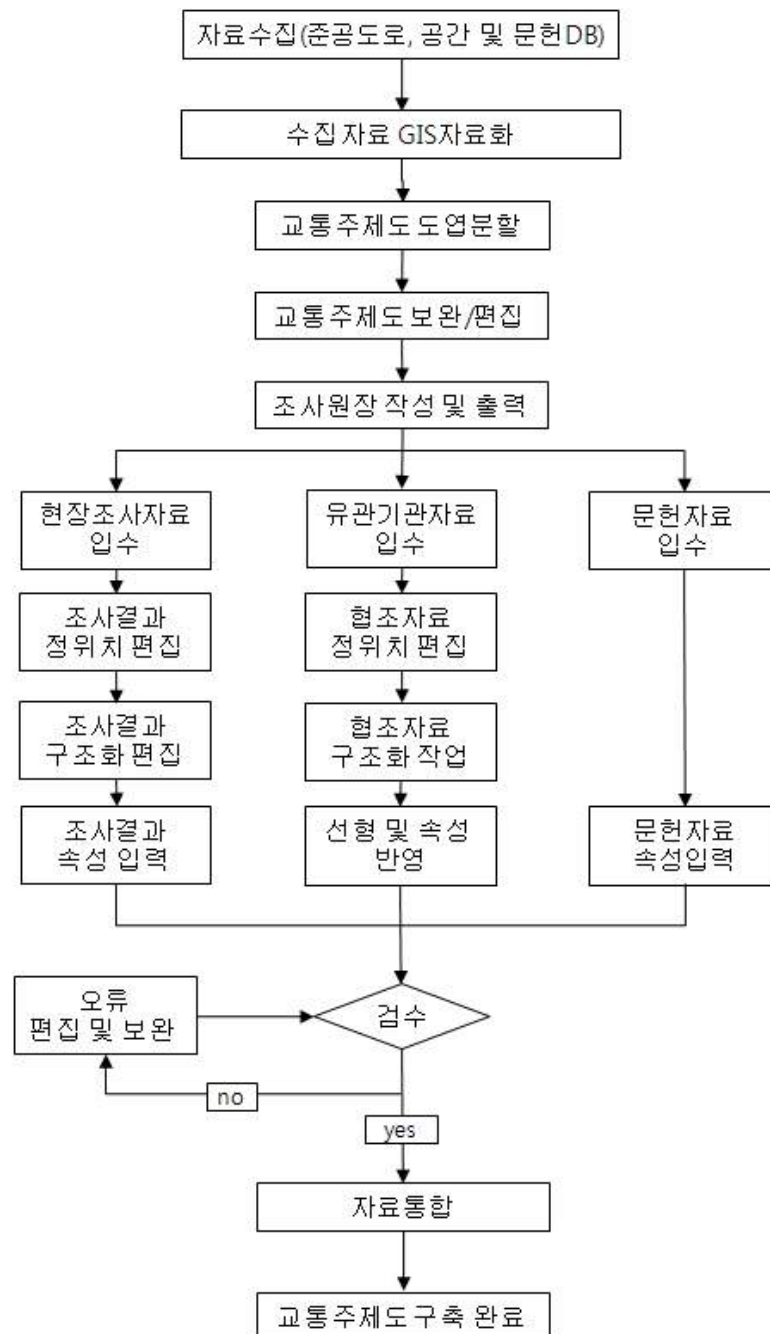 자료수집(준공도로, 공간 및 문헌DB)
수집 자료 GIS자료화
교통주제도 도엽분할
교통주제도 보완/편집
조사원장 작성 및 출력
현장조사자료
입수
유관기관자료
입수
문헌자료
입수
조사결과
정위치 편집
협조자료
정위치 편집
조사결과
구조화 편집
협조자료
구조화 작업
조사결과
속성 입력
선형 및 속성
반영
문헌자료
속성입력
오류
편집 및 보완
검수
no
yes
자료통합
교통주제도 구축 완료